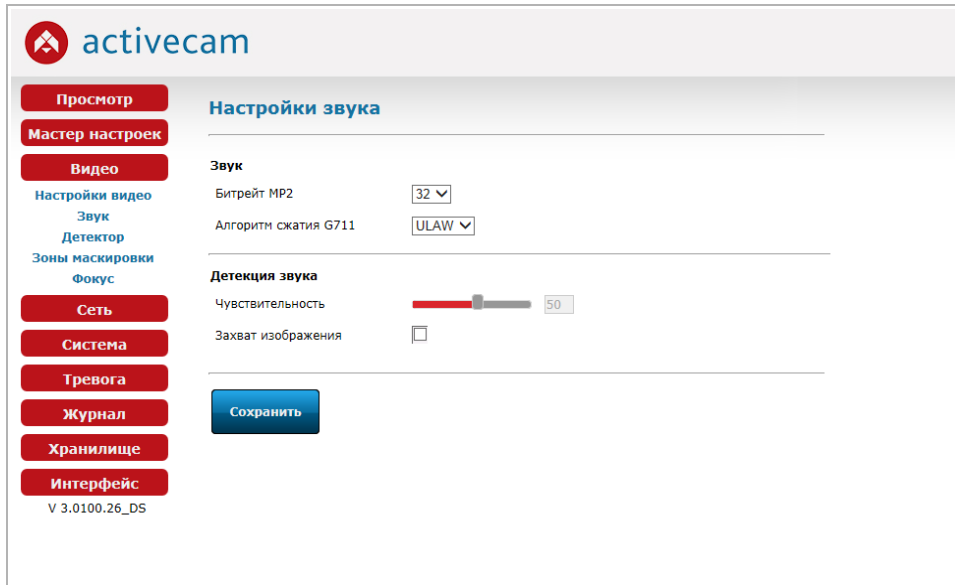 activecam
Просмотр
Мастер настроек
Видео
Настройки видео
Звук
Детектор
Зоны маскировки
Фокус
Сеть
Система
Тревога
Журнал
Хранилище
Интерфейс
V 3.0100.26_DS
Настройки звука
Звук
Битрейт MP2 32
Алгоритм сжатия G711 ULAW
Детекция звука
Чувствительность 50
Захват изображения
Сохранить